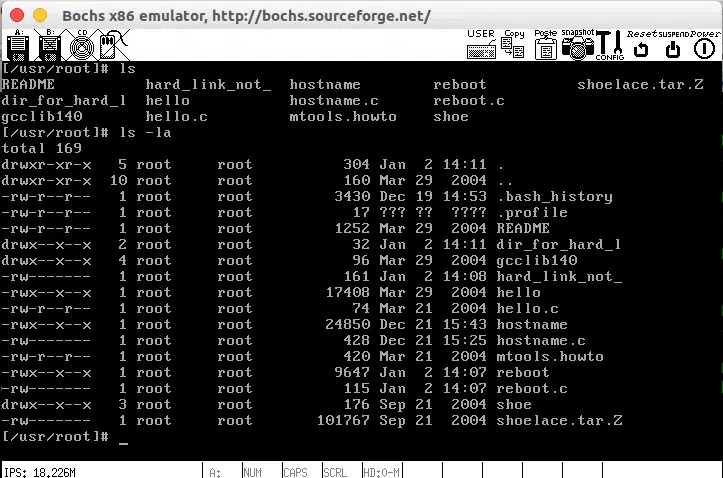 Bochs x86 emulator, http://bochs.sourceforge.net/
A: B: CD USER Copy Paste snapshot CONFIG Reset SUSPEND Power
[/usr/root]# ls
README hard_link_not_ hostname reboot shoelace.tar.Z
dir_for_hard_l hello hostname.c reboot.c
gcclib140 hello.c mtools.howto shoe
[/usr/root]# ls -la
total 169
drwxr-xr-x 5 root root 304 Jan 2 14:11 .
drwxr-xr-x 10 root root 160 Mar 29 2004 ..
-rw-r--r-- 1 root root 3430 Dec 19 14:53 .bash_history
-rw-r--r-- 1 root root 17 ??? ?? ???? .profile
-rw-r--r-- 1 root root 1252 Mar 29 2004 README
drwx--x--x 2 root root 32 Jan 2 14:11 dir_for_hard_l
drwx--x--x 4 root root 96 Mar 29 2004 gcclib140
-rw------- 1 root root 161 Jan 2 14:08 hard_link_not_
-rwx--x--x 1 root root 17408 Mar 29 2004 hello
-rw-r--r-- 1 root root 74 Mar 21 2004 hello.c
-rwx--x--x 1 root root 24850 Dec 21 15:43 hostname
-rw------- 1 root root 428 Dec 21 15:25 hostname.c
-rw-r--r-- 1 root root 420 Mar 21 2004 mtools.howto
-rwx--x--x 1 root root 9647 Jan 2 14:07 reboot
-rw------- 1 root root 115 Jan 2 14:07 reboot.c
drwx--x--x 3 root root 176 Sep 21 2004 shoe
-rw------- 1 root root 101767 Sep 21 2004 shoelace.tar.Z
[/usr/root]# _
IPS: 18.226M A: NUM CAPS SCRL HD:0-M